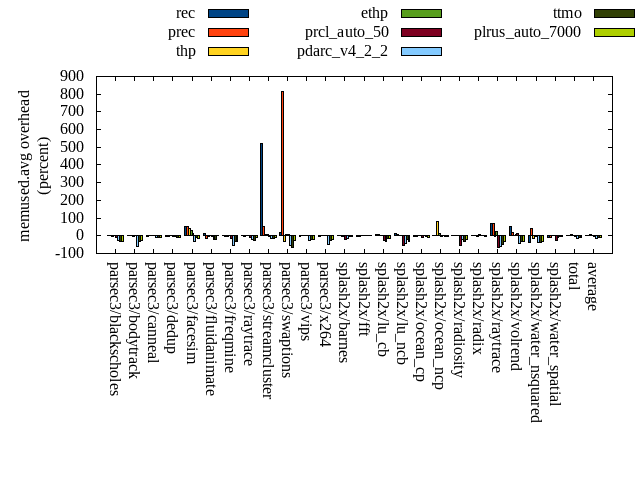 rec
prec
thp
ethp
prcl_auto_50
pdarc_v4_2_2
ttmo
plrus_auto_7000
memused.avg overhead
(percent)
900
800
700
600
500
400
300
200
100
0
-100
parsec3/blackscholes
parsec3/bodytrack
parsec3/canneal
parsec3/dedup
parsec3/facesim
parsec3/fluidanimate
parsec3/freqmine
parsec3/raytrace
parsec3/streamcluster
parsec3/swaptions
parsec3/vips
parsec3/x264
splash2x/barnes
splash2x/fft
splash2x/lu_cb
splash2x/lu_ncb
splash2x/ocean_cp
splash2x/ocean_ncp
splash2x/radiosity
splash2x/radix
splash2x/raytrace
splash2x/volrend
splash2x/water_nsquared
splash2x/water_spatial
total
average